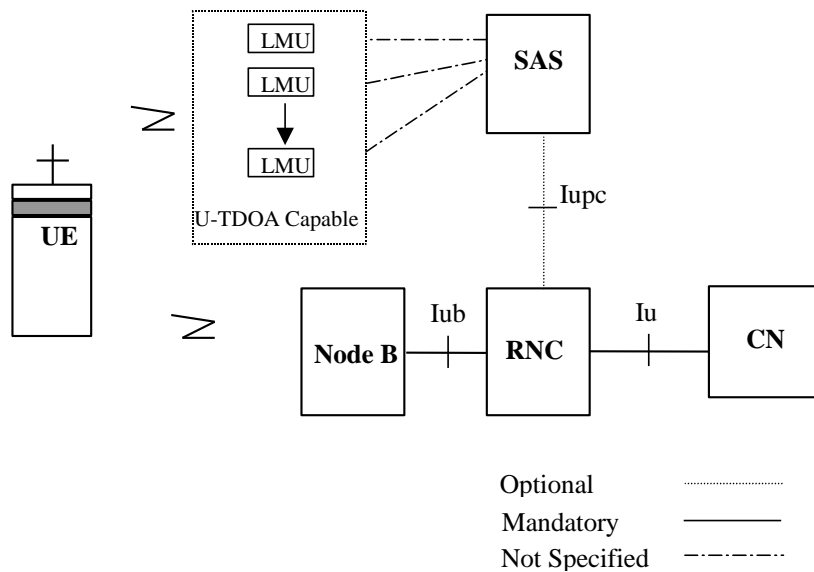 LMU
LMU
LMU
U-TDOA Capable
SAS
Iupc
UE
Node B
Iub
RNC
Iu
CN
Optional
Mandatory
Not Specified